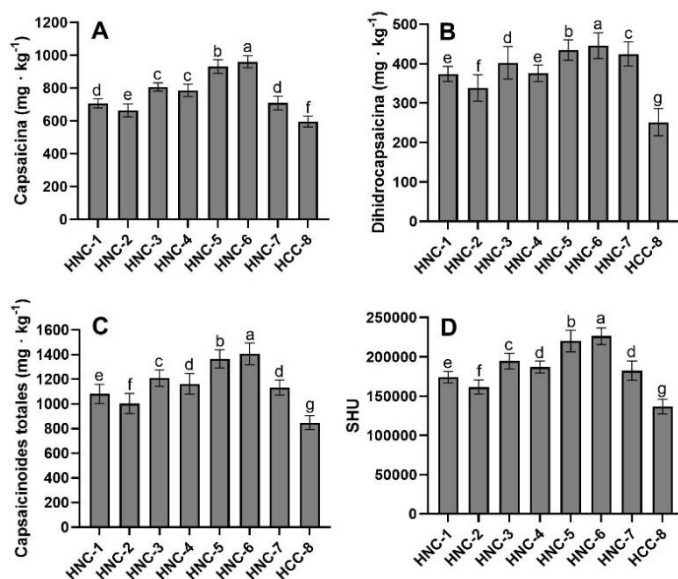 A
Capsaicina (mg · kg-1)
1200
1000
800
600
400
200
0
d
e
c
c
b
a
d
f
HNC-1
HNC-2
HNC-3
HNC-4
HNC-5
HNC-6
HNC-7
HCC-8
B
Dihidrocapsaicina (mg · kg-1)
500
400
300
200
100
0
e
f
d
e
b
a
c
g
HNC-1
HNC-2
HNC-3
HNC-4
HNC-5
HNC-6
HNC-7
HCC-8
C
Capsaicinoides totales (mg · kg-1)
1600
1400
1200
1000
800
600
400
200
0
e
f
c
d
b
a
d
g
HNC-1
HNC-2
HNC-3
HNC-4
HNC-5
HNC-6
HNC-7
HCC-8
D
SHU
250000
200000
150000
100000
50000
0
e
f
c
d
b
a
d
g
HNC-1
HNC-2
HNC-3
HNC-4
HNC-5
HNC-6
HNC-7
HCC-8